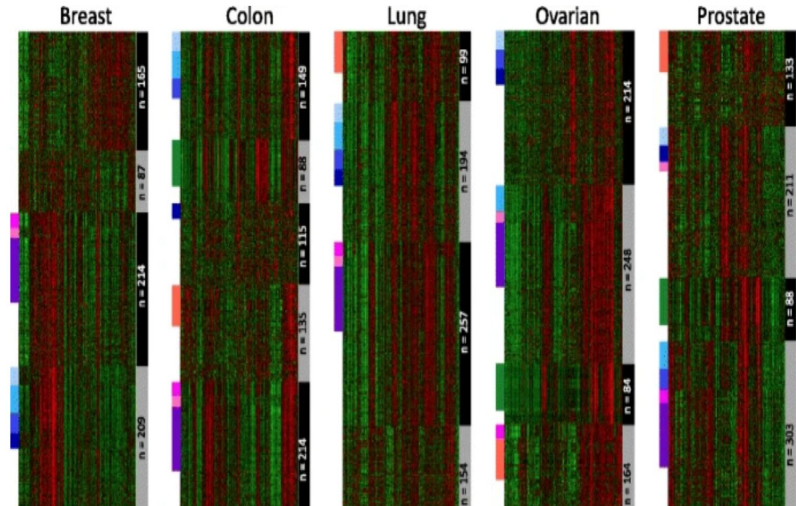 Breast
Colon
Lung
Ovarian
Prostate
n = 165
n = 87
n = 214
n = 209
n = 149
n = 88
n = 115
n = 135
n = 214
n = 99
n = 194
n = 257
n = 154
n = 214
n = 248
n = 84
n = 164
n = 133
n = 211
n = 88
n = 303